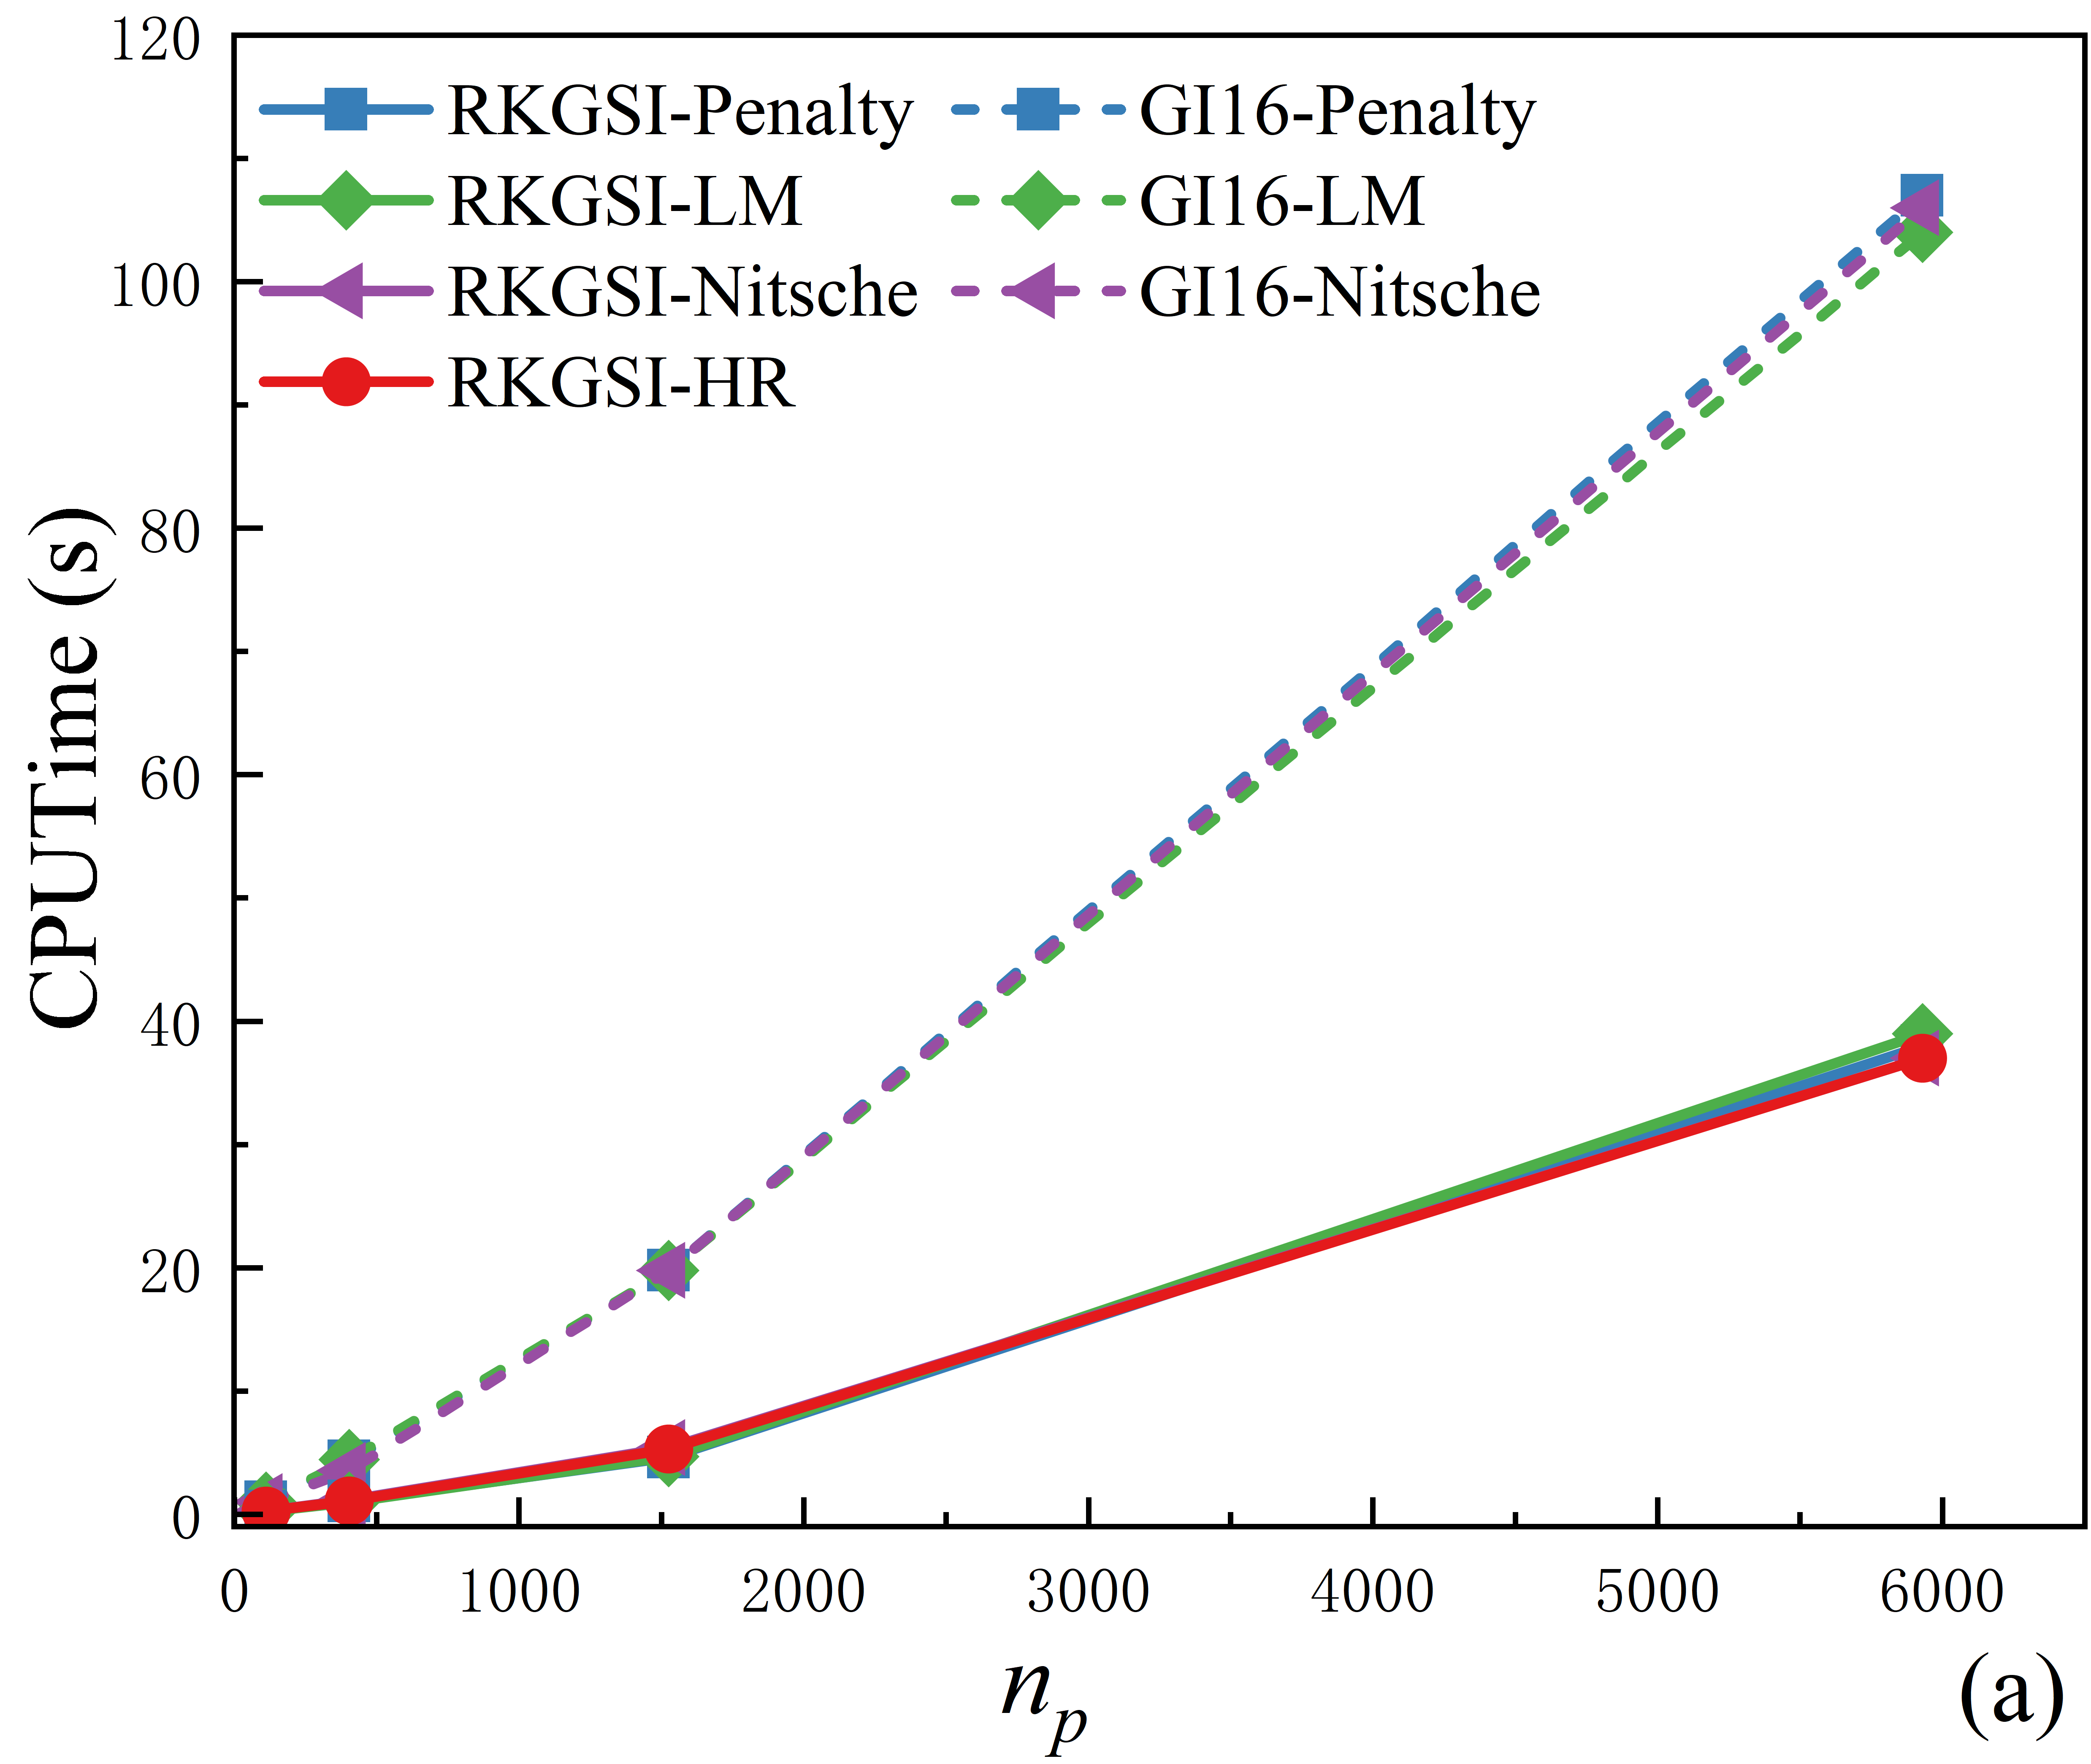 120
100
80
60
40
20
0
CPUTime (s)
RKGSI-Penalty
RKGSI-LM
RKGSI-Nitsche
RKGSI-HR
GI16-Penalty
GI16-LM
GI16-Nitsche
0 1000 2000 3000 4000 5000 6000
n_p
(a)